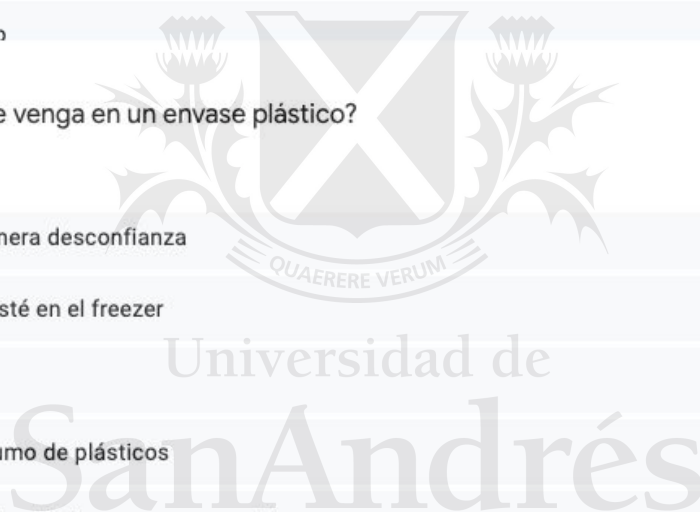 e venga en un envase plástico?
nera desconfianza
QUAERERE VERUM
sté en el freezer
Universidad de
SanAndrés
umo de plásticos